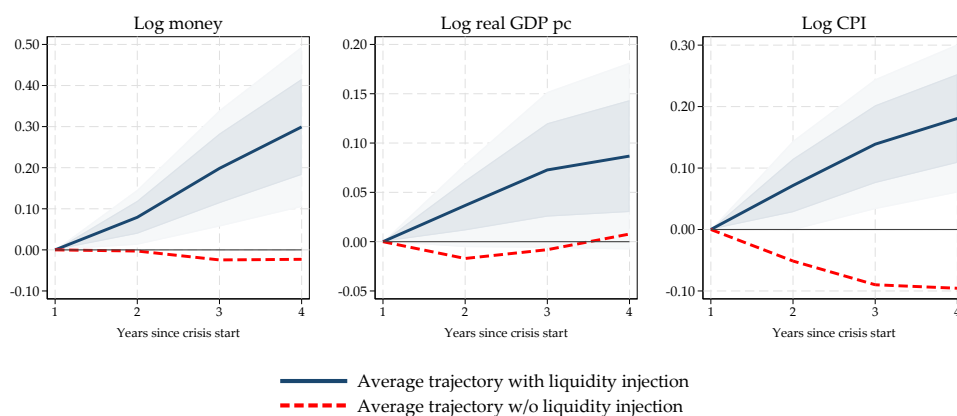 Log money
0.50
0.40
0.30
0.20
0.10
0.00
-0.10
1 2 3 4
Years since crisis start
Log real GDP pc
0.20
0.15
0.10
0.05
0.00
-0.05
1 2 3 4
Years since crisis start
Log CPI
0.30
0.20
0.10
0.00
-0.10
1 2 3 4
Years since crisis start
Average trajectory with liquidity injection
Average trajectory w/o liquidity injection